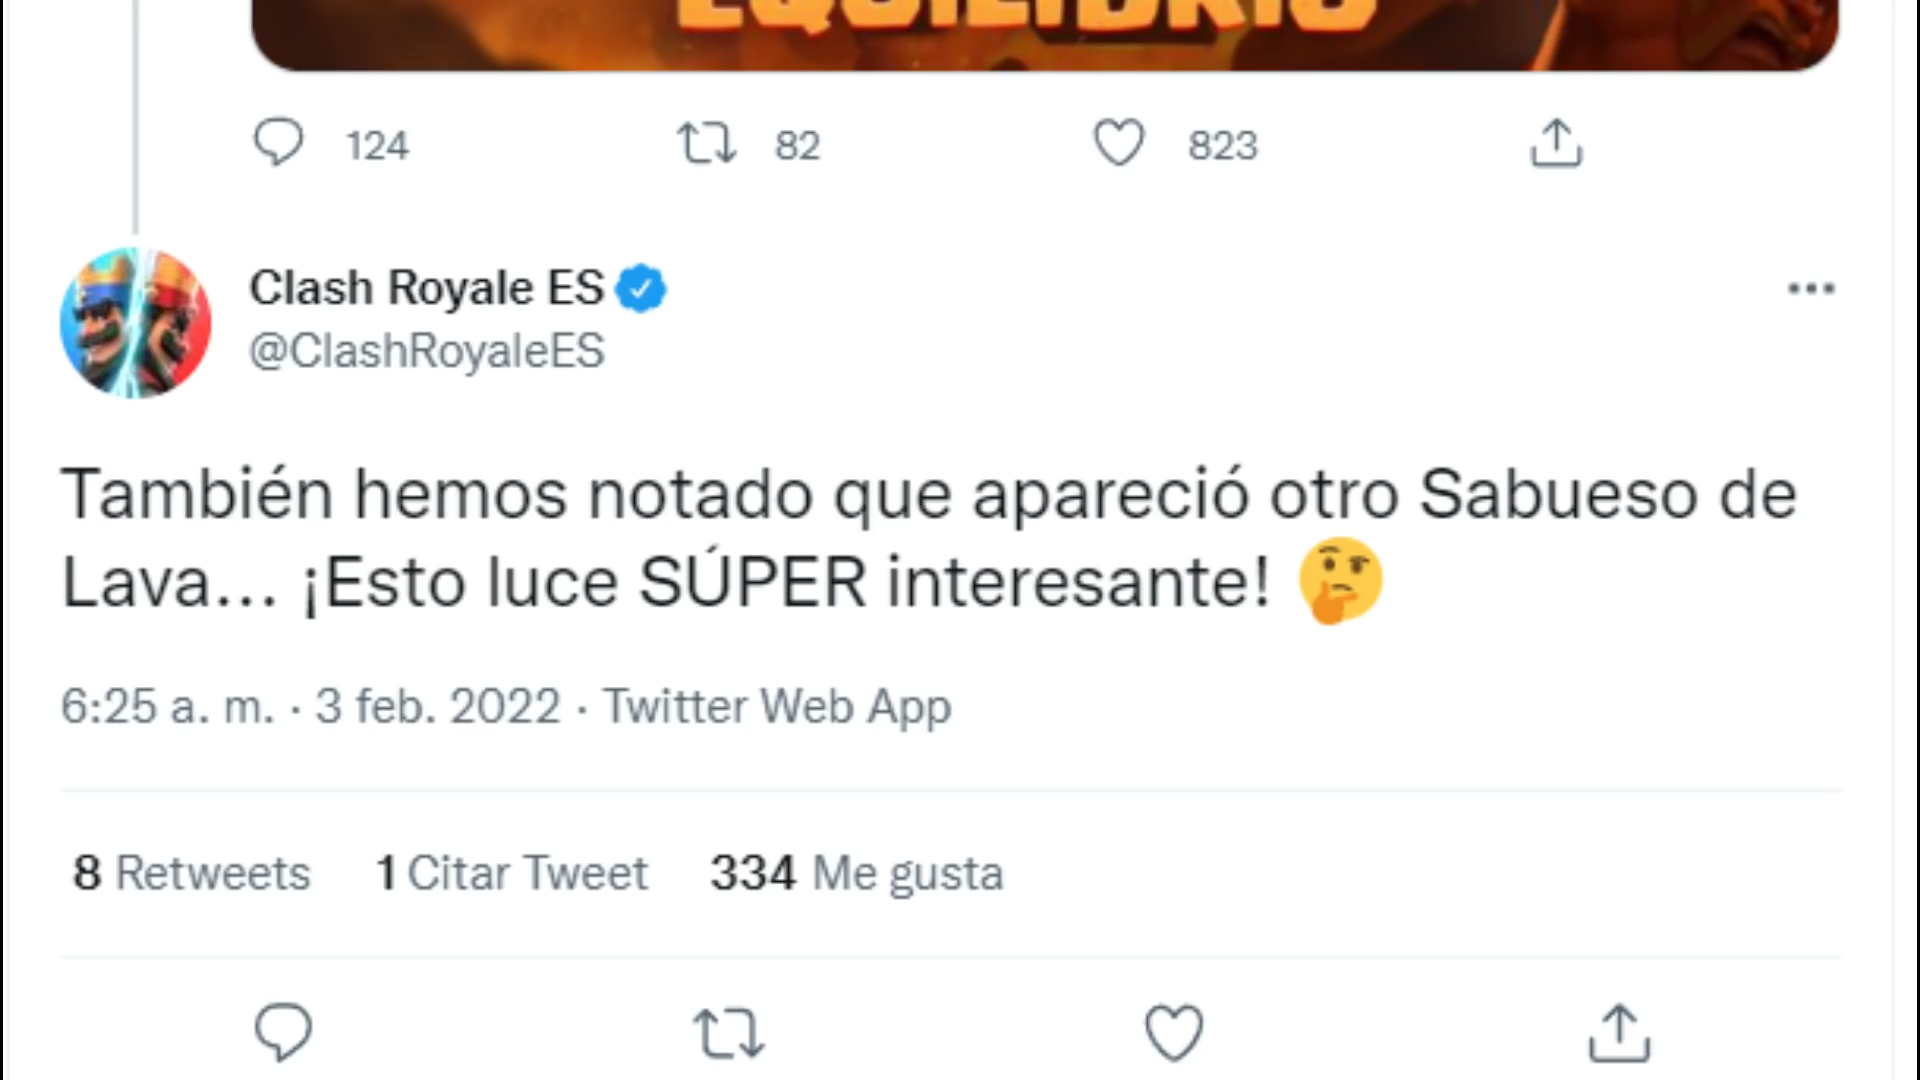 EQUILIBRIO
124 82 823
Clash Royale ES
@ClashRoyaleES
También hemos notado que apareció otro Sabueso de
Lava... ¡Esto luce SÚPER interesante! 🤔
6:25 a. m. · 3 feb. 2022 · Twitter Web App
8 Retweets 1 Citar Tweet 334 Me gusta